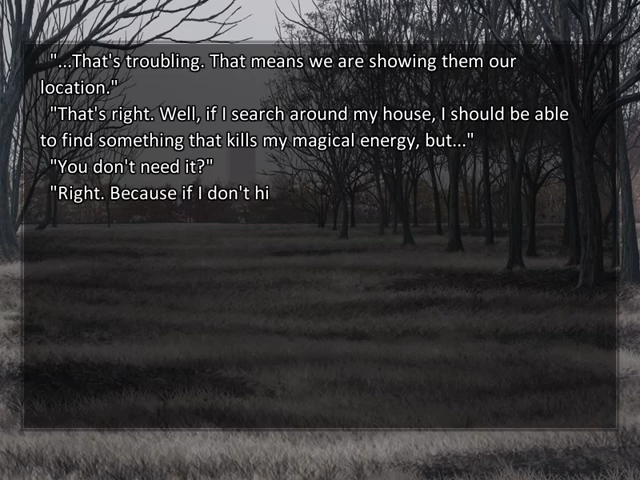 "...That's troubling. That means we are showing them our
location."
"That's right. Well, if I search around my house, I should be able
to find something that kills my magical energy, but..."
"You don't need it?"
"Right. Because if I don't hi